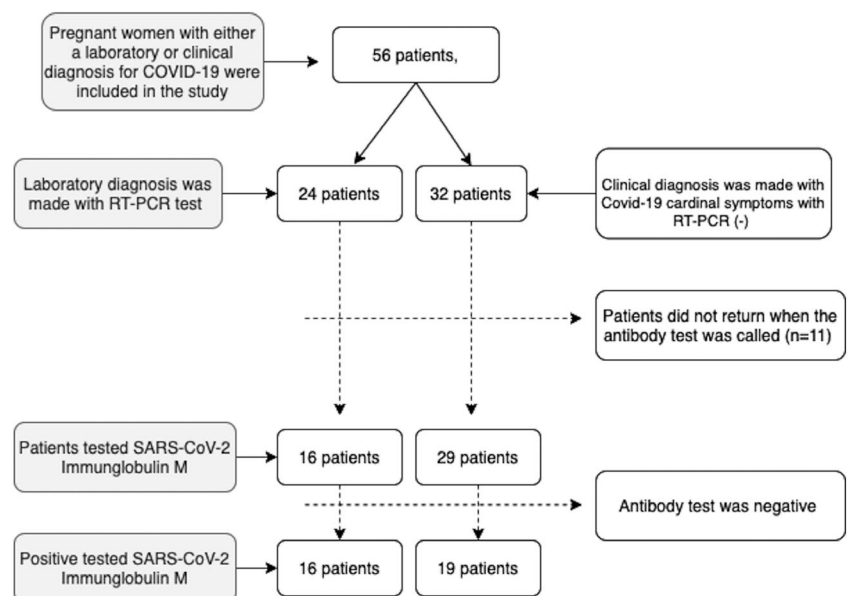 Pregnant women with either
a laboratory or clinical
diagnosis for COVID-19 were
included in the study
56 patients,
Laboratory diagnosis was
made with RT-PCR test
24 patients
32 patients
Clinical diagnosis was made with
Covid-19 cardinal symptoms with
RT-PCR (-)
Patients did not return when the
antibody test was called (n=11)
Patients tested SARS-CoV-2
Immunglobulin M
16 patients
29 patients
Antibody test was negative
Positive tested SARS-CoV-2
Immunglobulin M
16 patients
19 patients